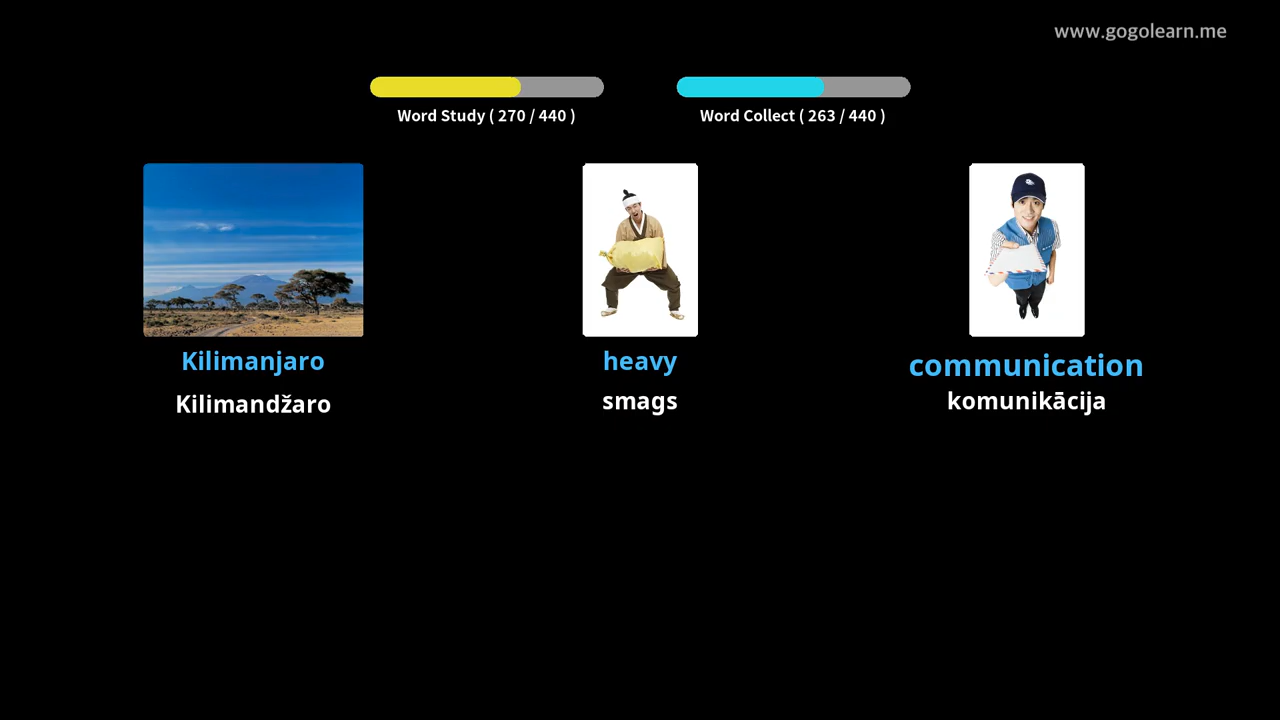 www.gogolearn.me
Word Study ( 270 / 440 )
Word Collect ( 263 / 440 )
Kilimanjaro
heavy
communication
Kilimandžaro
smags
komunikācija